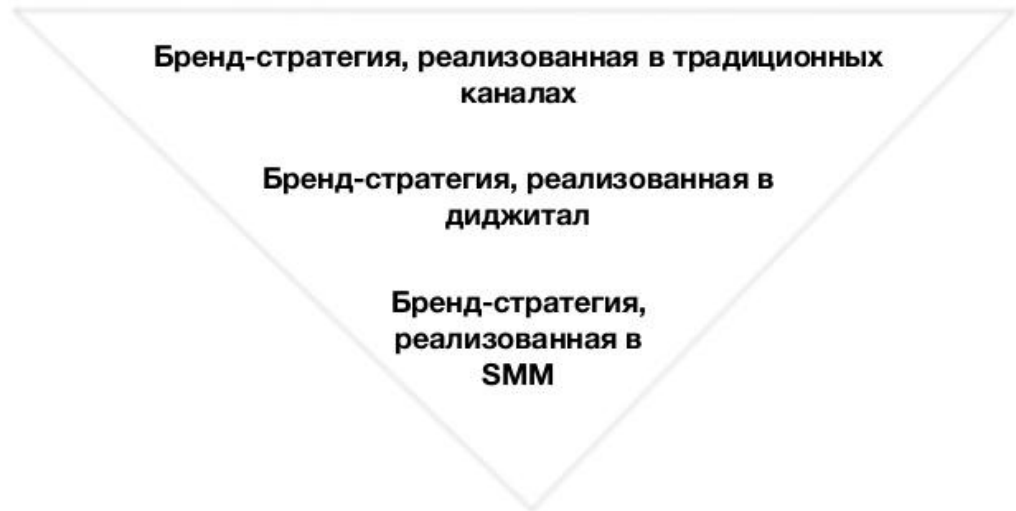 Бренд-стратегия, реализованная в традиционных
каналах
Бренд-стратегия, реализованная в
диджитал
Бренд-стратегия,
реализованная в
SMM